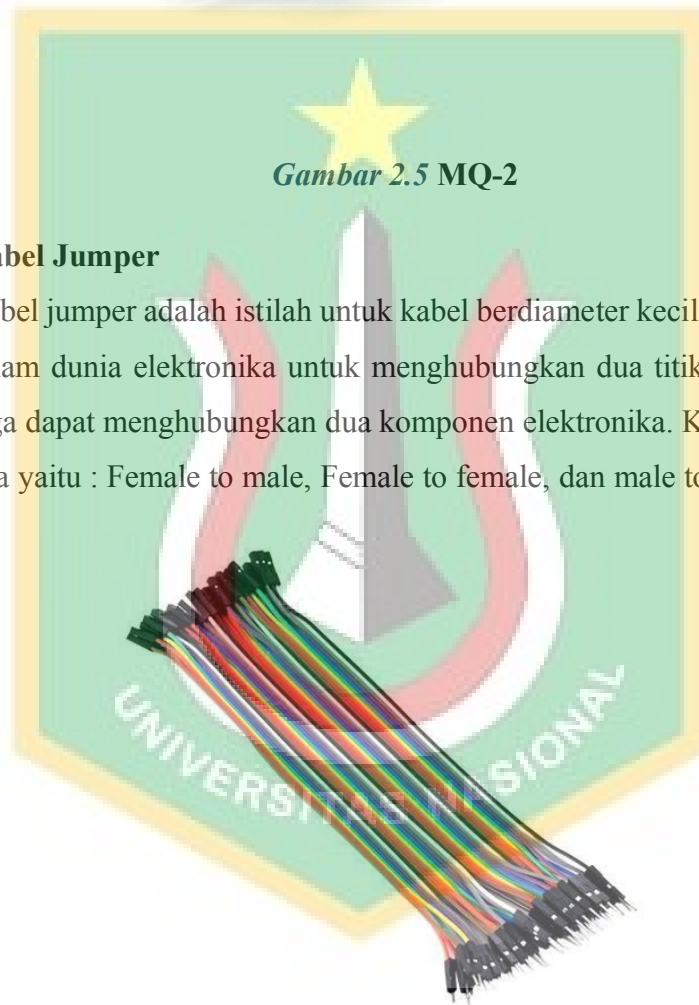 Gambar 2.5 MQ-2
abel Jumper
bel jumper adalah istilah untuk kabel berdiameter kecil
am dunia elektronika untuk menghubungkan dua titik
ga dapat menghubungkan dua komponen elektronika. K
a yaitu : Female to male, Female to female, dan male to
UNIVERSITAS NASIONAL